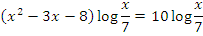 (x² − 3x − 8) log x/7 = 10 log x/7